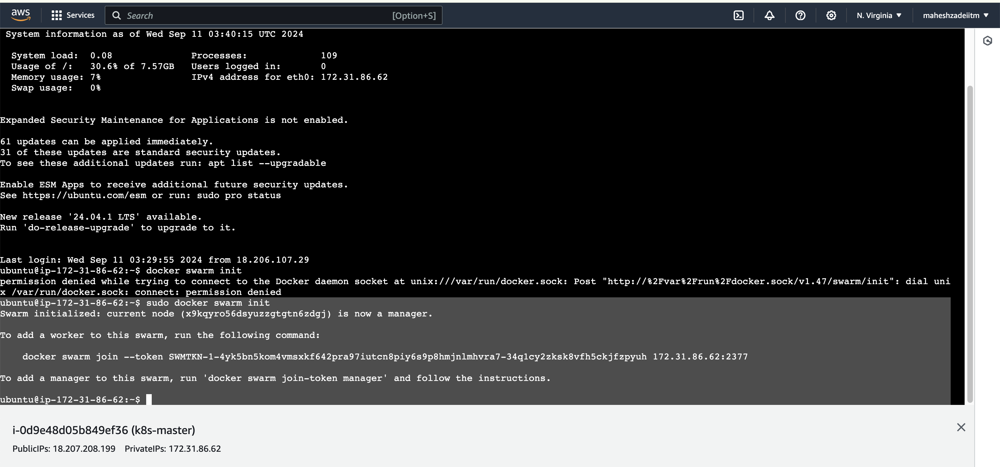 aws Services Search [Option+S] N. Virginia maheshzadeiitm
System information as of Wed Sep 11 03:40:15 UTC 2024
System load: 0.08 Processes: 109
Usage of /: 30.6% of 7.57GB Users logged in: 0
Memory usage: 7% IPv4 address for eth0: 172.31.86.62
Swap usage: 0%
Expanded Security Maintenance for Applications is not enabled.
61 updates can be applied immediately.
31 of these updates are standard security updates.
To see these additional updates run: apt list --upgradable
Enable ESM Apps to receive additional future security updates.
See https://ubuntu.com/esm or run: sudo pro status
New release '24.04.1 LTS' available.
Run 'do-release-upgrade' to upgrade to it.
Last login: Wed Sep 11 03:29:55 2024 from 18.206.107.29
ubuntu@ip-172-31-86-62:~$ docker swarm init
permission denied while trying to connect to the Docker daemon socket at unix:///var/run/docker.sock: Post "http://%2Fvar%2Frun%2Fdocker.sock/v1.47/swarm/init": dial uni
x /var/run/docker.sock: connect: permission denied
ubuntu@ip-172-31-86-62:~$ sudo docker swarm init
Swarm initialized: current node (x9kqyro56dsyuzzgtgtn6zdgj) is now a manager.
To add a worker to this swarm, run the following command:
docker swarm join --token SWMTKN-1-4yk5bn5kom4vmsxkf642pra97iutcn8piy6s9p8hmjnlmhvra7-34q1cy2zksk8vfh5ckjfzpyuh 172.31.86.62:2377
To add a manager to this swarm, run 'docker swarm join-token manager' and follow the instructions.
ubuntu@ip-172-31-86-62:~$
i-0d9e48d05b849ef36 (k8s-master)
PublicIPs: 18.207.208.199 PrivateIPs: 172.31.86.62